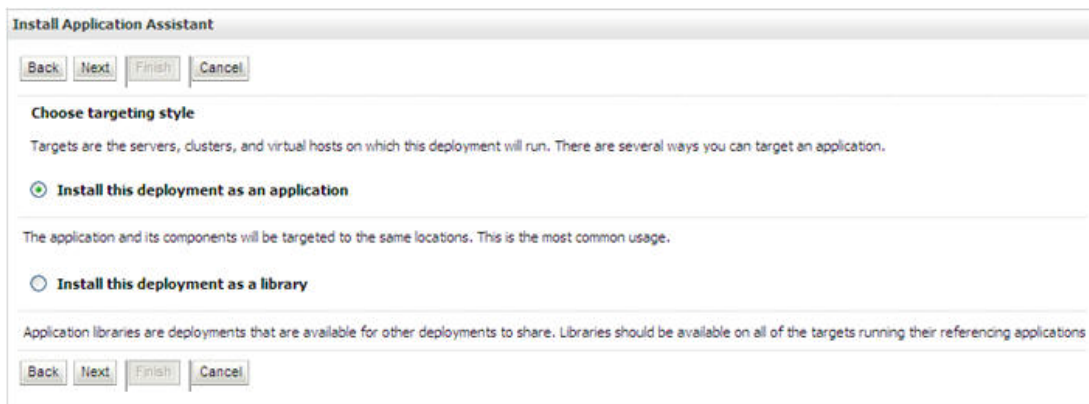 Install Application Assistant
Back Next Finish Cancel
Choose targeting style
Targets are the servers, clusters, and virtual hosts on which this deployment will run. There are several ways you can target an application.
Install this deployment as an application
The application and its components will be targeted to the same locations. This is the most common usage.
Install this deployment as a library
Application libraries are deployments that are available for other deployments to share. Libraries should be available on all of the targets running their referencing applications
Back Next Finish Cancel